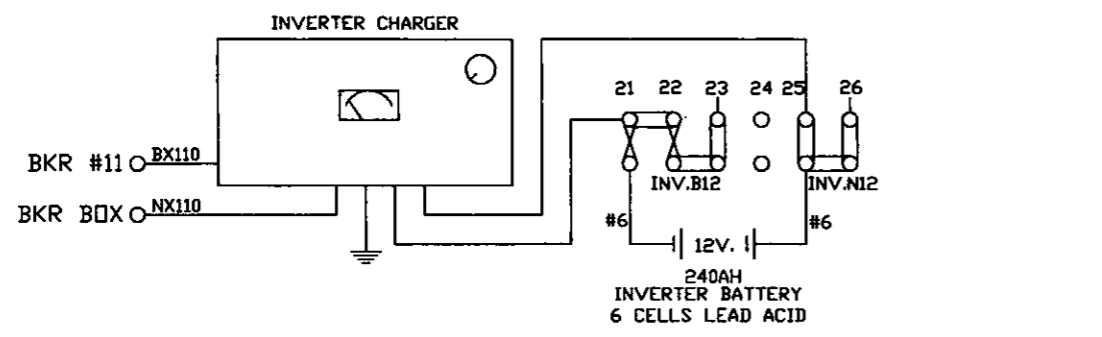 INVERTER CHARGER
21 22 23 24 25 26
BKR #11 BX110
INV.B12 INV.N12
BKR BOX NX110
#6 #6
12V.
240AH
INVERTER BATTERY
6 CELLS LEAD ACID